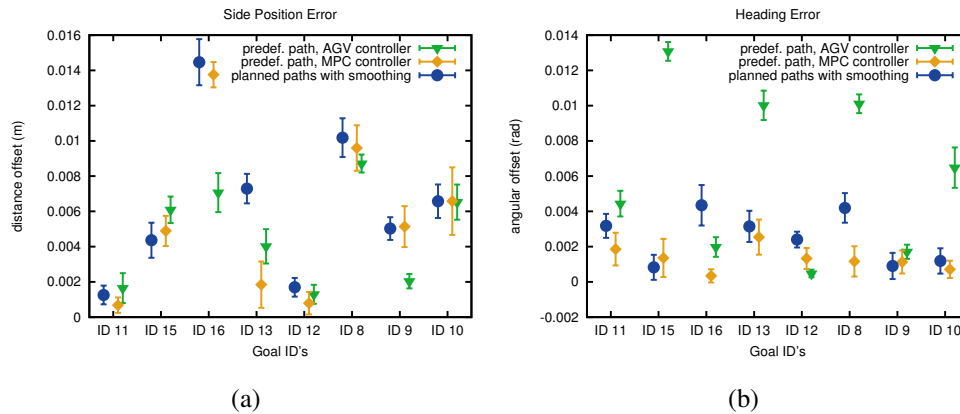 Side Position Error
predef. path, AGV controller
predef. path, MPC controller
planned paths with smoothing
distance offset (m)
0.016
0.014
0.012
0.01
0.008
0.006
0.004
0.002
0
ID 11 ID 15 ID 16 ID 13 ID 12 ID 8 ID 9 ID 10
Goal ID's
(a)
Heading Error
predef. path, AGV controller
predef. path, MPC controller
planned paths with smoothing
angular offset (rad)
0.014
0.012
0.01
0.008
0.006
0.004
0.002
0
-0.002
ID 11 ID 15 ID 16 ID 13 ID 12 ID 8 ID 9 ID 10
Goal ID's
(b)